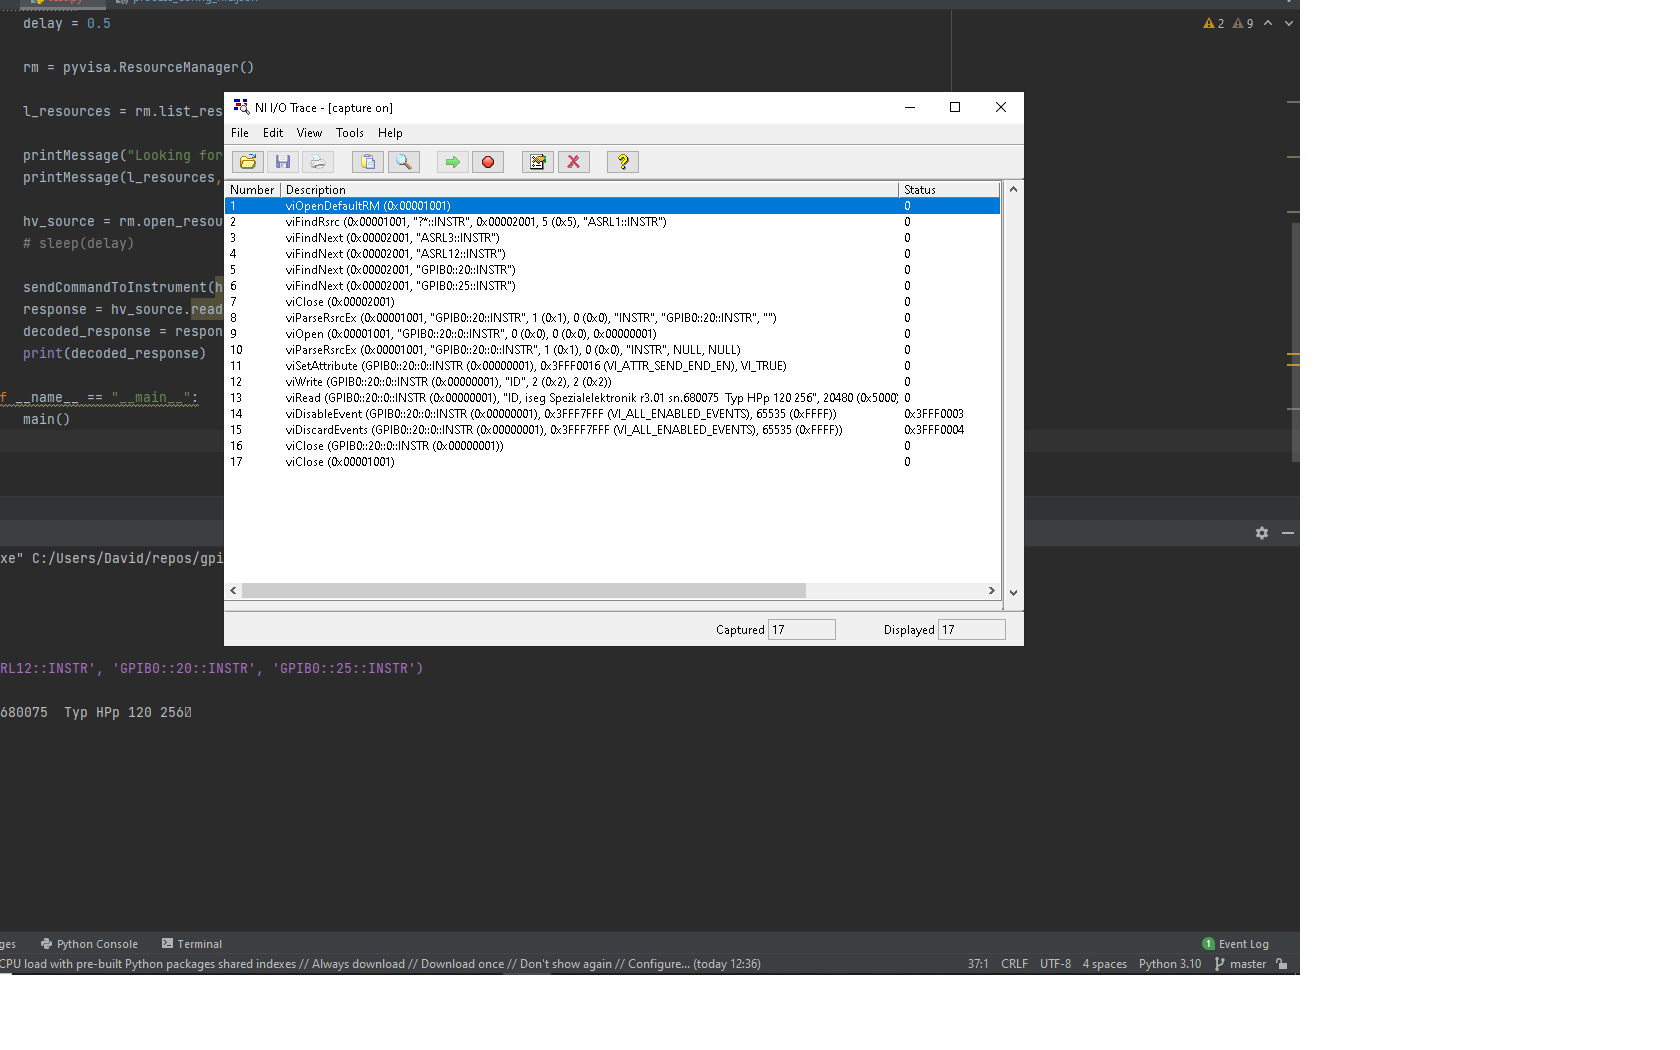 process_config_file.json
delay = 0.5
2 9
rm = pyvisa.ResourceManager()
l_resources = rm.list_res
printMessage("Looking for
printMessage(l_resources,
hv_source = rm.open_resou
# sleep(delay)
sendCommandToInstrument(h
response = hv_source.read
decoded_response = respon
print(decoded_response)
f __name__ == "__main__":
main()
NI I/O Trace - [capture on]
File Edit View Tools Help
Number Description Status
1 viOpenDefaultRM (0x00001001) 0
2 viFindRsrc (0x00001001, "?*::INSTR", 0x00002001, 5 (0x5), "ASRL1::INSTR") 0
3 viFindNext (0x00002001, "ASRL3::INSTR") 0
4 viFindNext (0x00002001, "ASRL12::INSTR") 0
5 viFindNext (0x00002001, "GPIB0::20::INSTR") 0
6 viFindNext (0x00002001, "GPIB0::25::INSTR") 0
7 viClose (0x00002001) 0
8 viParseRsrcEx (0x00001001, "GPIB0::20::INSTR", 1 (0x1), 0 (0x0), "INSTR", "GPIB0::20::INSTR", "") 0
9 viOpen (0x00001001, "GPIB0::20::0::INSTR", 0 (0x0), 0 (0x0), 0x00000001) 0
10 viParseRsrcEx (0x00001001, "GPIB0::20::0::INSTR", 1 (0x1), 0 (0x0), "INSTR", NULL, NULL) 0
11 viSetAttribute (GPIB0::20::0::INSTR (0x00000001), 0x3FFF0016 (VI_ATTR_SEND_END_EN), VI_TRUE) 0
12 viWrite (GPIB0::20::0::INSTR (0x00000001), "ID", 2 (0x2), 2 (0x2)) 0
13 viRead (GPIB0::20::0::INSTR (0x00000001), "ID, iseg Spezialelektronik r3.01 sn.680075  Typ HPp 120 256", 20480 (0x5000) 0
14 viDisableEvent (GPIB0::20::0::INSTR (0x00000001), 0x3FFF7FFF (VI_ALL_ENABLED_EVENTS), 65535 (0xFFFF)) 0x3FFF0003
15 viDiscardEvents (GPIB0::20::0::INSTR (0x00000001), 0x3FFF7FFF (VI_ALL_ENABLED_EVENTS), 65535 (0xFFFF)) 0x3FFF0004
16 viClose (GPIB0::20::0::INSTR (0x00000001)) 0
17 viClose (0x00001001) 0
Captured 17 Displayed 17
xe" C:/Users/David/repos/gpi
RL12::INSTR', 'GPIB0::20::INSTR', 'GPIB0::25::INSTR')
680075  Typ HPp 120 256
ges Python Console Terminal 1 Event Log
CPU load with pre-built Python packages shared indexes // Always download // Download once // Don't show again // Configure... (today 12:36) 37:1 CRLF UTF-8 4 spaces Python 3.10 master